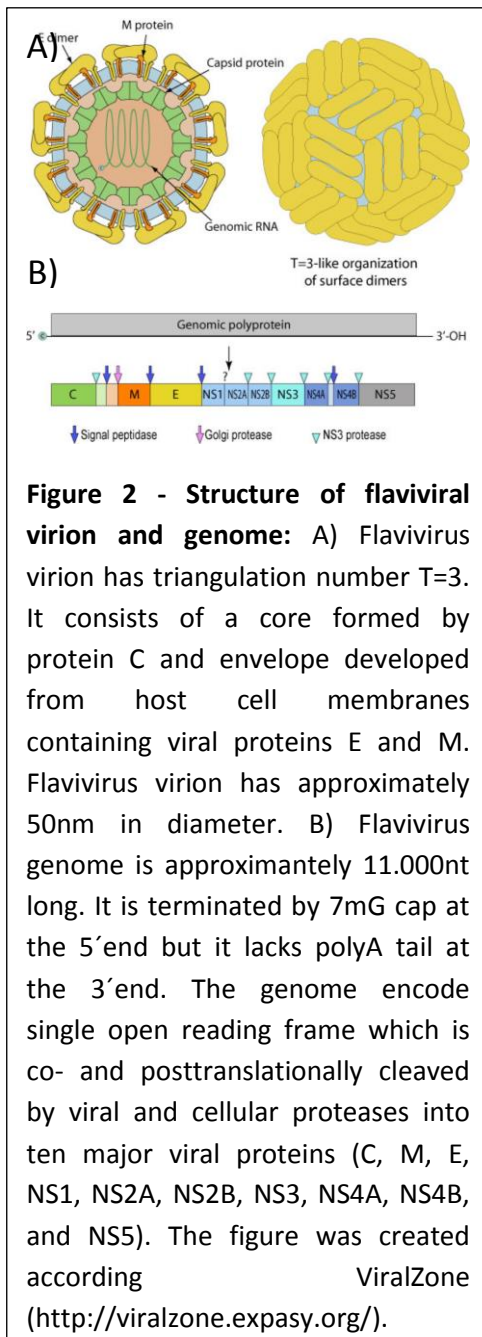 A)
E dimer
M protein
Capsid protein
Genomic RNA
T=3-like organization
of surface dimers
B)
Genomic polyprotein
5′
3′-OH
?
C M E NS1 NS2A NS2B NS3 NS4A NS4B NS5
Signal peptidase Golgi protease NS3 protease
Figure 2 - Structure of flaviviral
virion and genome: A) Flavivirus
virion has triangulation number T=3.
It consists of a core formed by
protein C and envelope developed
from host cell membranes
containing viral proteins E and M.
Flavivirus virion has approximately
50nm in diameter. B) Flavivirus
genome is approximantely 11.000nt
long. It is terminated by 7mG cap at
the 5´end but it lacks polyA tail at
the 3´end. The genome encode
single open reading frame which is
co- and posttranslationally cleaved
by viral and cellular proteases into
ten major viral proteins (C, M, E,
NS1, NS2A, NS2B, NS3, NS4A, NS4B,
and NS5). The figure was created
according ViralZone
(http://viralzone.expasy.org/).